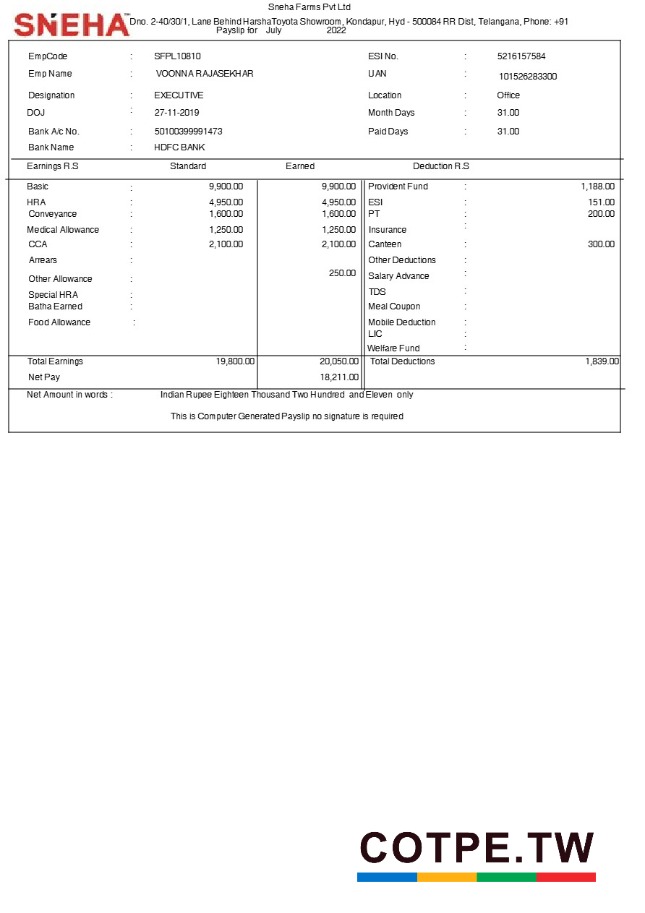 Sneha Farms Pvt Ltd
SNEHA Dno. 2-40/30/1, Lane Behind HarshaToyota Showroom, Kondapur, Hyd - 500084 RR Dist, Telangana, Phone: +91
Payslip for July 2022
EmpCode : SFPL10810 ESI No. : 5216157584
Emp Name : VOONNA RAJASEKHAR UAN : 101526283300
Designation : EXECUTIVE Location : Office
DOJ : 27-11-2019 Month Days : 31.00
Bank A/c No. : 50100399991473 Paid Days : 31.00
Bank Name : HDFC BANK
Earnings R.S Standard Earned Deduction R.S
Basic : 9,900.00 9,900.00 Provident Fund : 1,188.00
HRA : 4,950.00 4,950.00 ESI : 151.00
Conveyance : 1,600.00 1,600.00 PT : 200.00
Medical Allowance : 1,250.00 1,250.00 Insurance :
CCA : 2,100.00 2,100.00 Canteen : 300.00
Arrears : Other Deductions :
Other Allowance : 250.00 Salary Advance :
Special HRA : TDS :
Batha Earned : Meal Coupon :
Food Allowance : Mobile Deduction :
LIC :
Welfare Fund :
Total Earnings 19,800.00 20,050.00 Total Deductions 1,839.00
Net Pay 18,211.00
Net Amount in words : Indian Rupee Eighteen Thousand Two Hundred and Eleven only
This is Computer Generated Payslip no signature is required
COTPE.TW